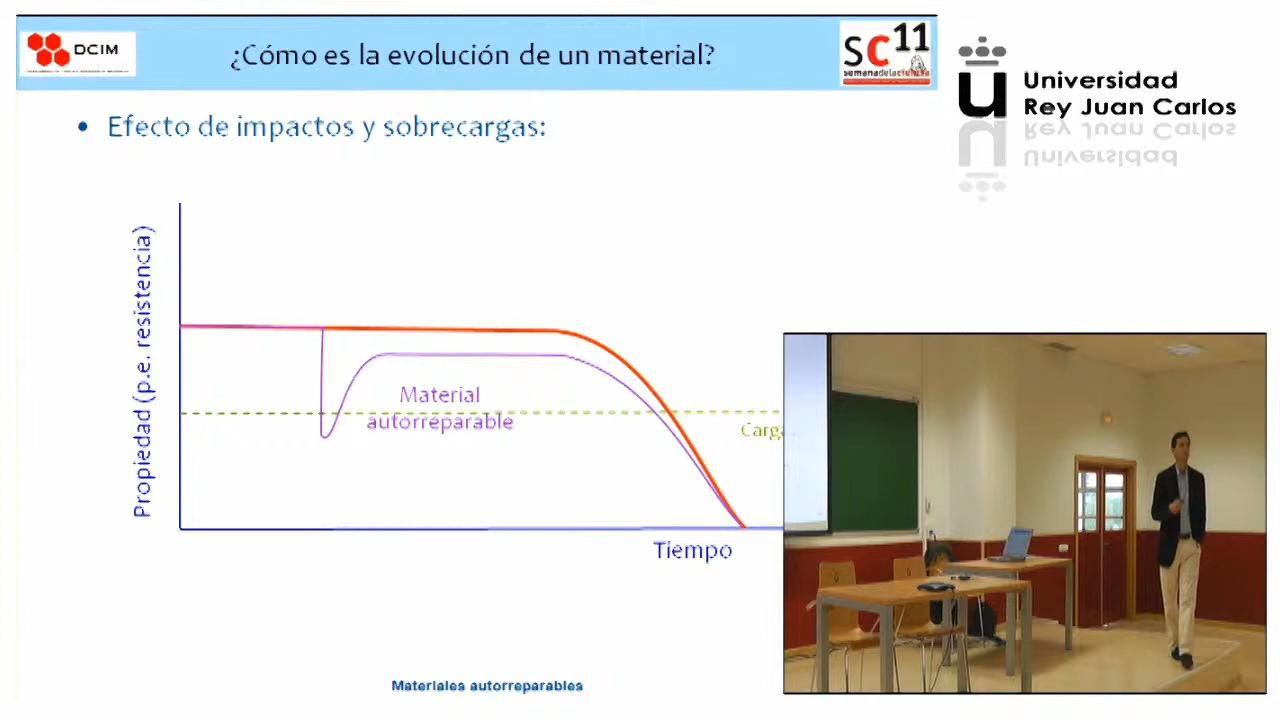 DCIM
¿Cómo es la evolución de un material?
SC11
semanadelaciencia
Universidad
Rey Juan Carlos
• Efecto de impactos y sobrecargas:
Propiedad (p.e. resistencia)
Material
autorreparable
Carga
Tiempo
Materiales autorreparables